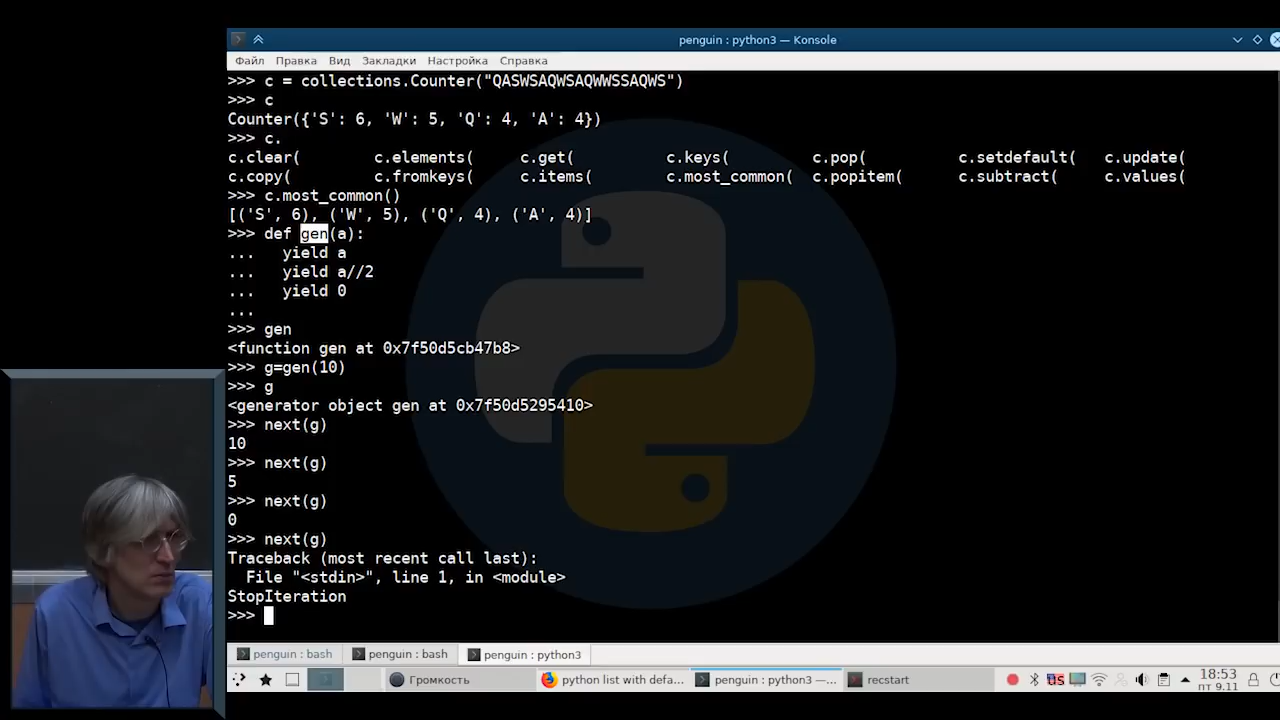 penguin : python3 — Konsole
Файл Правка Вид Закладки Настройка Справка
>>> c = collections.Counter("QASWSAQWSAQWWSSAQWS")
>>> c
Counter({'S': 6, 'W': 5, 'Q': 4, 'A': 4})
>>> c.
c.clear( c.elements( c.get( c.keys( c.pop( c.setdefault( c.update(
c.copy( c.fromkeys( c.items( c.most_common( c.popitem( c.subtract( c.values(
>>> c.most_common()
[('S', 6), ('W', 5), ('Q', 4), ('A', 4)]
>>> def gen(a):
... yield a
... yield a//2
... yield 0
...
>>> gen
<function gen at 0x7f50d5cb47b8>
>>> g=gen(10)
>>> g
<generator object gen at 0x7f50d5295410>
>>> next(g)
10
>>> next(g)
5
>>> next(g)
0
>>> next(g)
Traceback (most recent call last):
File "<stdin>", line 1, in <module>
StopIteration
>>>
penguin : bash penguin : bash penguin : python3
Громкость python list with defa... penguin : python3 —... recstart US 18:53
пт 9.11